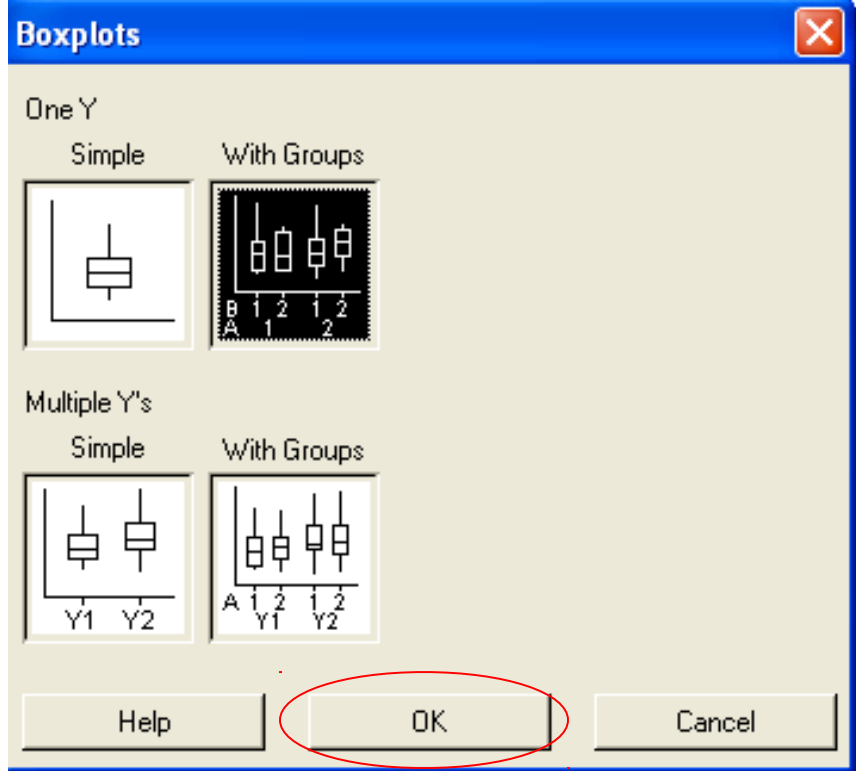 Boxplots
One Y
Simple With Groups
B 1 2 1 2
A 1 2
Multiple Y's
Simple With Groups
Y1 Y2
A 1 2 1 2
Y1 Y2
Help OK Cancel